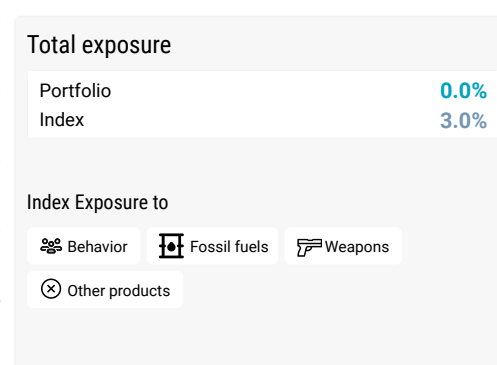 Total exposure
Portfolio 0.0%
Index 3.0%
Index Exposure to
Behavior Fossil fuels Weapons
Other products